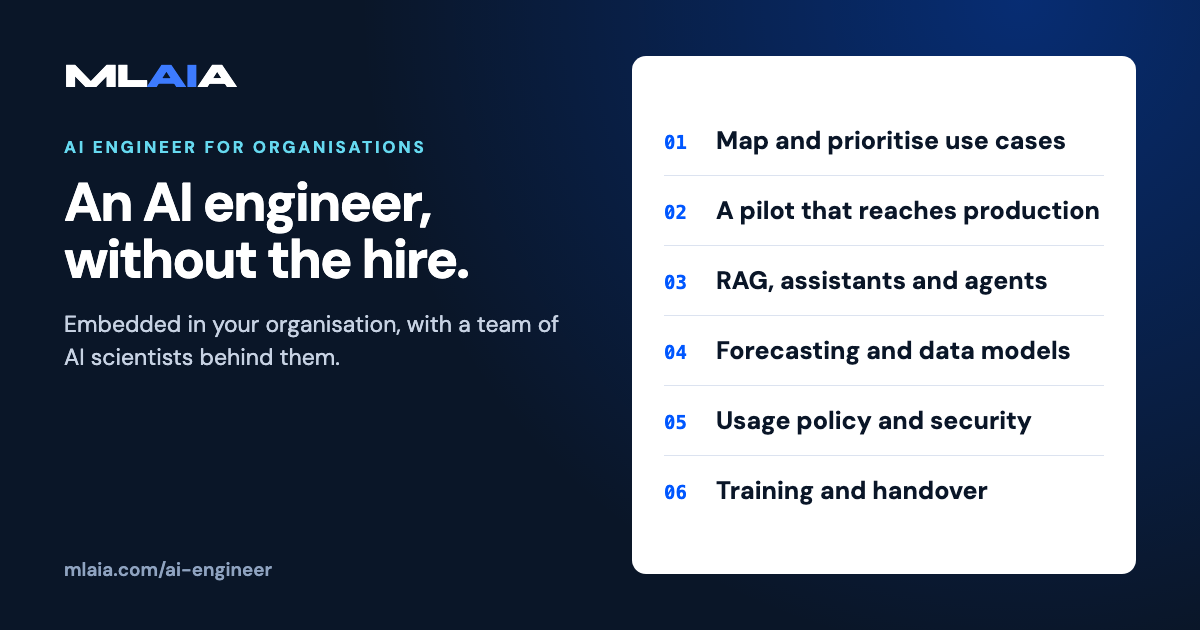 MLAIA
AI ENGINEER FOR ORGANISATIONS
An AI engineer,
without the hire.
Embedded in your organisation, with a team of
AI scientists behind them.
mlaia.com/ai-engineer
01 Map and prioritise use cases
02 A pilot that reaches production
03 RAG, assistants and agents
04 Forecasting and data models
05 Usage policy and security
06 Training and handover